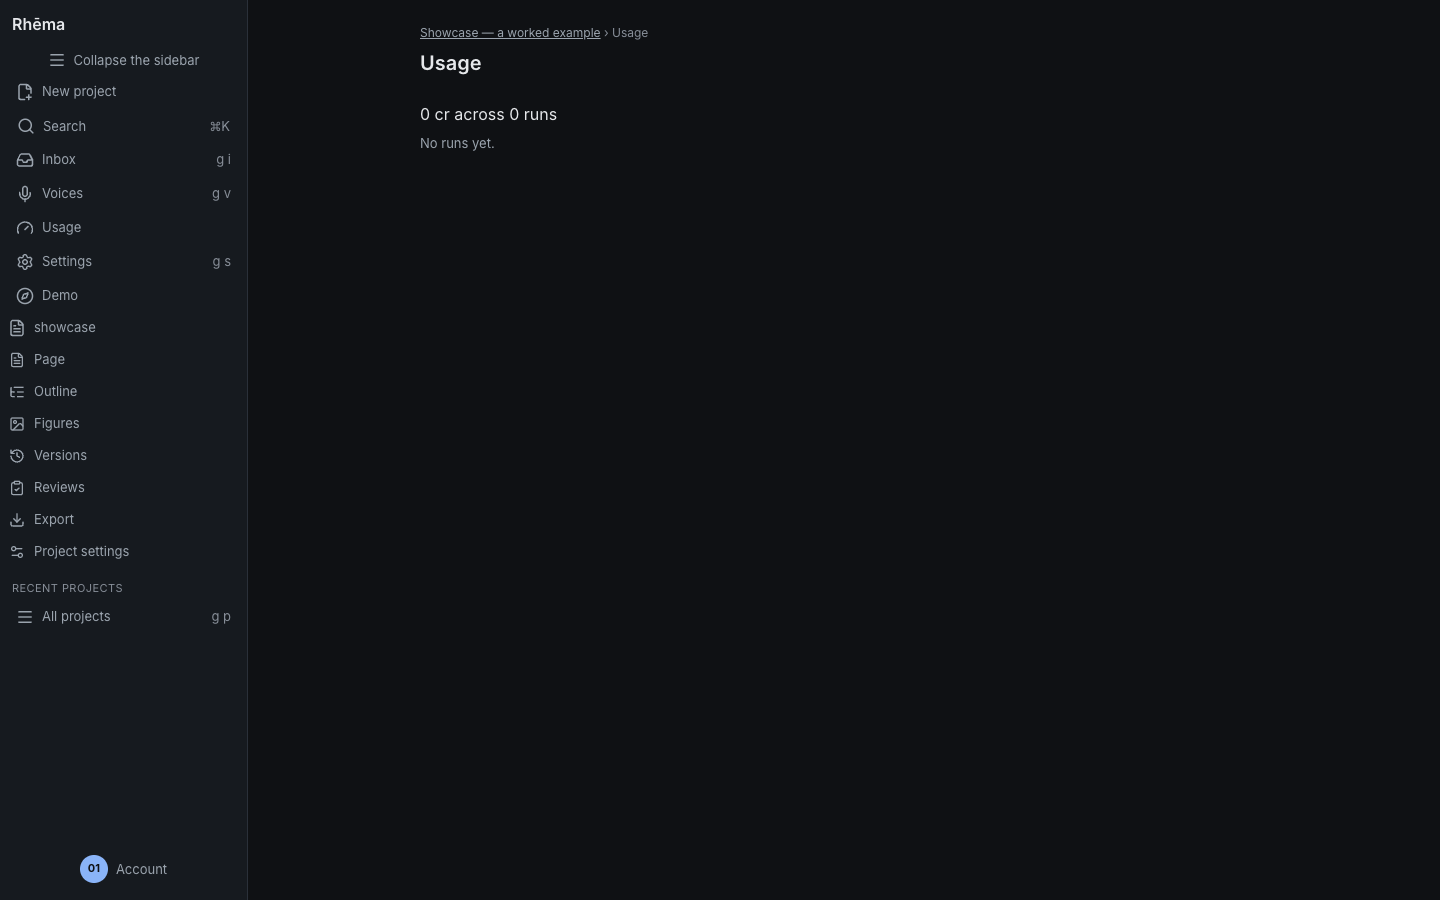 Rhēma
Collapse the sidebar
New project
Search ⌘K
Inbox g i
Voices g v
Usage
Settings g s
Demo
showcase
Page
Outline
Figures
Versions
Reviews
Export
Project settings
RECENT PROJECTS
All projects g p
01 Account
Showcase — a worked example › Usage
Usage
0 cr across 0 runs
No runs yet.